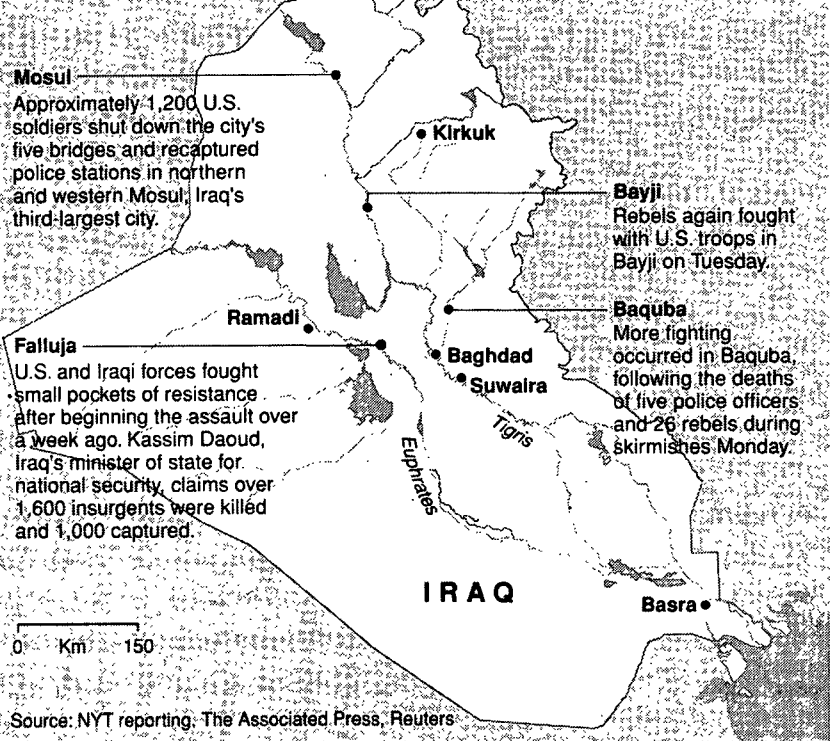 Mosul
Approximately 1,200 U.S.
soldiers shut down the city's
five bridges and recaptured
police stations in northern
and western Mosul, Iraq's
third-largest city.
Kirkuk
Bayji
Rebels again fought
with U.S. troops in
Bayji on Tuesday.
Ramadi
Falluja
U.S. and Iraqi forces fought
small pockets of resistance
after beginning the assault over
a week ago. Kassim Daoud,
Iraq's minister of state for
national security, claims over
1,600 insurgents were killed
and 1,000 captured.
Baquba
More fighting
occurred in Baquba,
following the deaths
of five police officers
and 26 rebels during
skirmishes Monday.
Baghdad
Suwaira
Tigris
Euphrates
IRAQ
Basra
0 Km 150
Source: NYT reporting, The Associated Press, Reuters